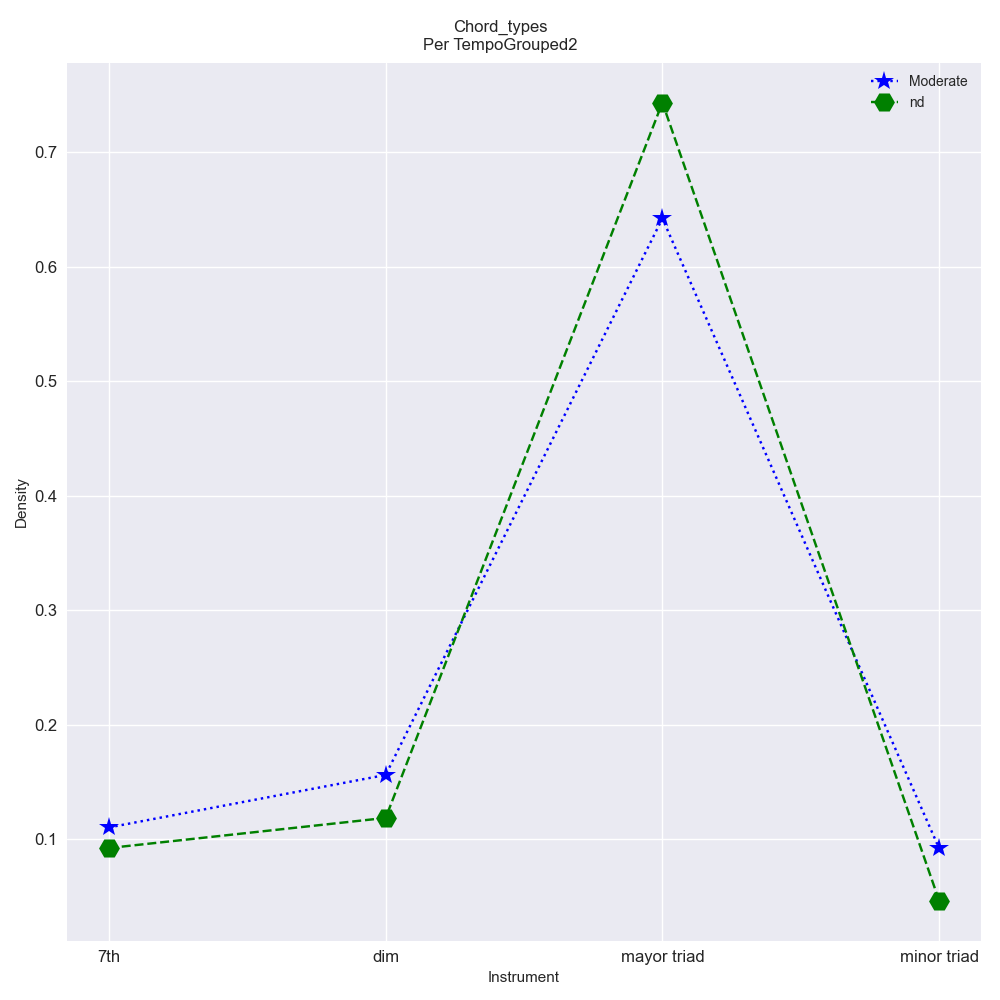 Chord_types
Per TempoGrouped2
Moderate
nd
Density
0.7
0.6
0.5
0.4
0.3
0.2
0.1
7th
dim
mayor triad
minor triad
Instrument